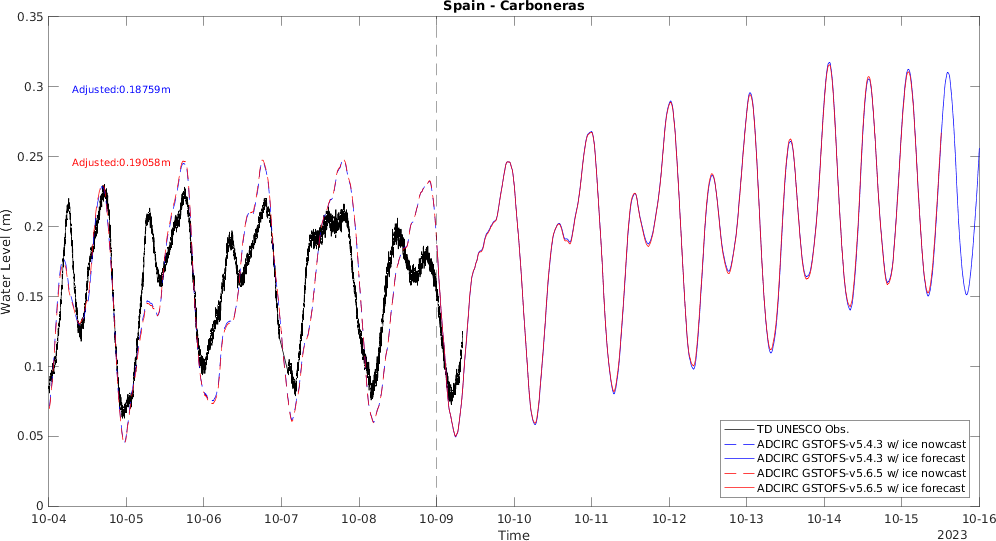 Spain - Carboneras
0.35
0.3
0.25
0.2
0.15
0.1
0.05
0
Water Level (m)
Adjusted:0.18759m
Adjusted:0.19058m
TD UNESCO Obs.
ADCIRC GSTOFS-v5.4.3 w/ ice nowcast
ADCIRC GSTOFS-v5.4.3 w/ ice forecast
ADCIRC GSTOFS-v5.6.5 w/ ice nowcast
ADCIRC GSTOFS-v5.6.5 w/ ice forecast
10-04 10-05 10-06 10-07 10-08 10-09 10-10 10-11 10-12 10-13 10-14 10-15 10-16
Time
2023